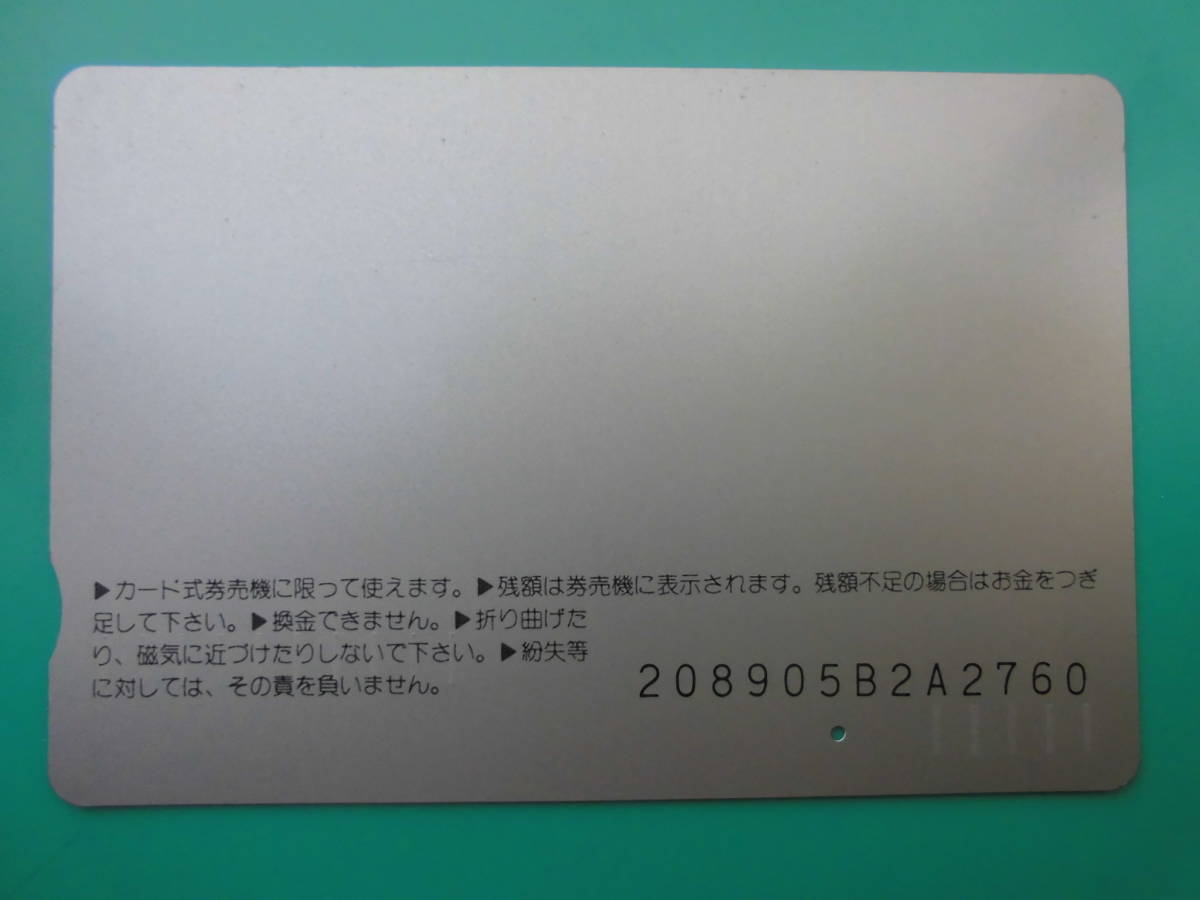 ▶カード式券売機に限って使えます。▶残額は券売機に表示されます。残額不足の場合はお金をつぎ
足して下さい。▶換金できません。▶折り曲げた
り、磁気に近づけたりしないで下さい。▶紛失等
に対しては、その責を負いません。
208905B2A2760